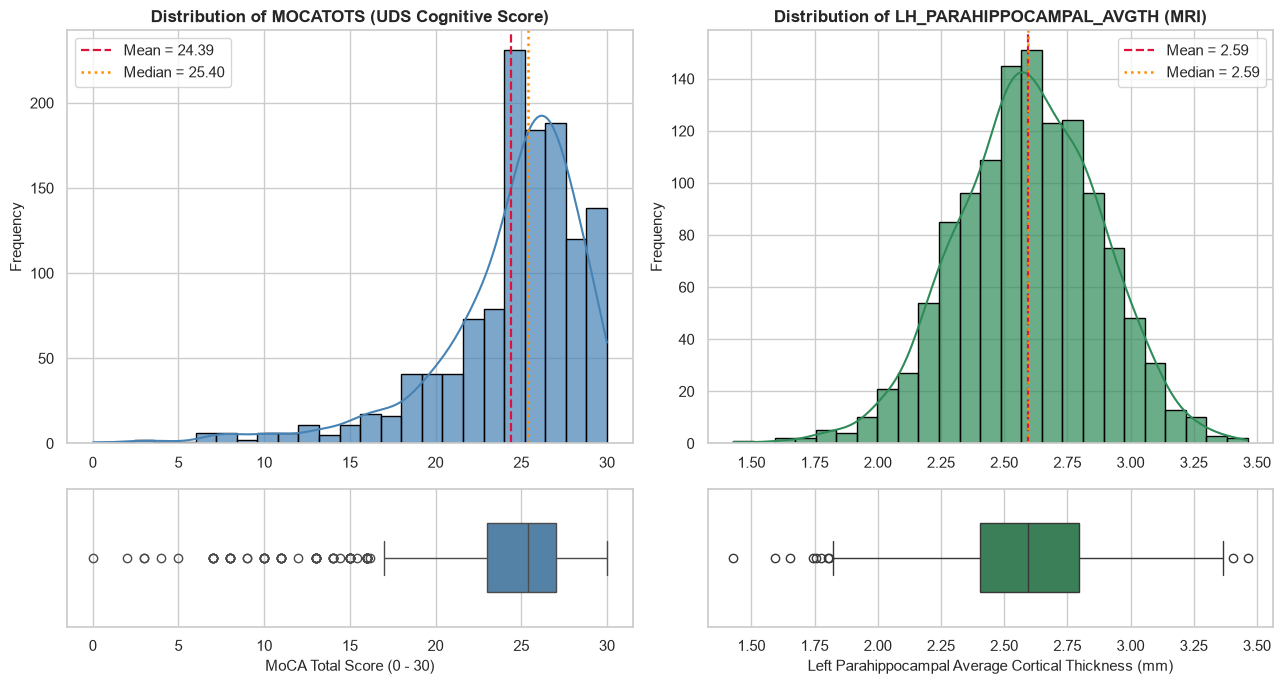 Distribution of MOCATOTS (UDS Cognitive Score)
Mean = 24.39
Median = 25.40
Frequency
200
150
100
50
0
0 5 10 15 20 25 30
0 5 10 15 20 25 30
MoCA Total Score (0 - 30)
Distribution of LH_PARAHIPPOCAMPAL_AVGTH (MRI)
Mean = 2.59
Median = 2.59
Frequency
140
120
100
80
60
40
20
0
1.50 1.75 2.00 2.25 2.50 2.75 3.00 3.25 3.50
1.50 1.75 2.00 2.25 2.50 2.75 3.00 3.25 3.50
Left Parahippocampal Average Cortical Thickness (mm)